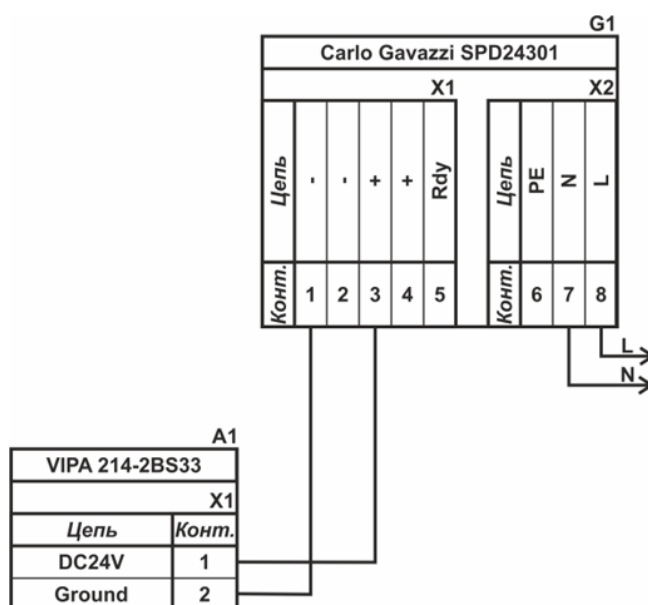 G1
Carlo Gavazzi SPD24301
X1 X2
Цепь - - + + Rdy Цепь PE N L
Конт. 1 2 3 4 5 Конт. 6 7 8
L
N
A1
VIPA 214-2BS33
X1
Цепь Конт.
DC24V 1
Ground 2